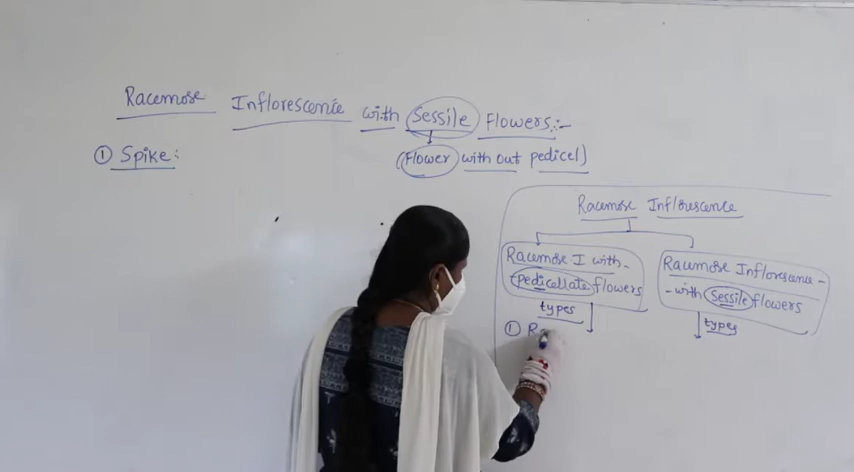 Racemose Inflorescence with Sessile Flowers:-
(Flower with out pedicel)
① Spike:
Racemose Inflorescence
Racemose I with-
pedicellate flowers
types
① Ra
Racemose Inflorescence-
-with Sessile flowers
types